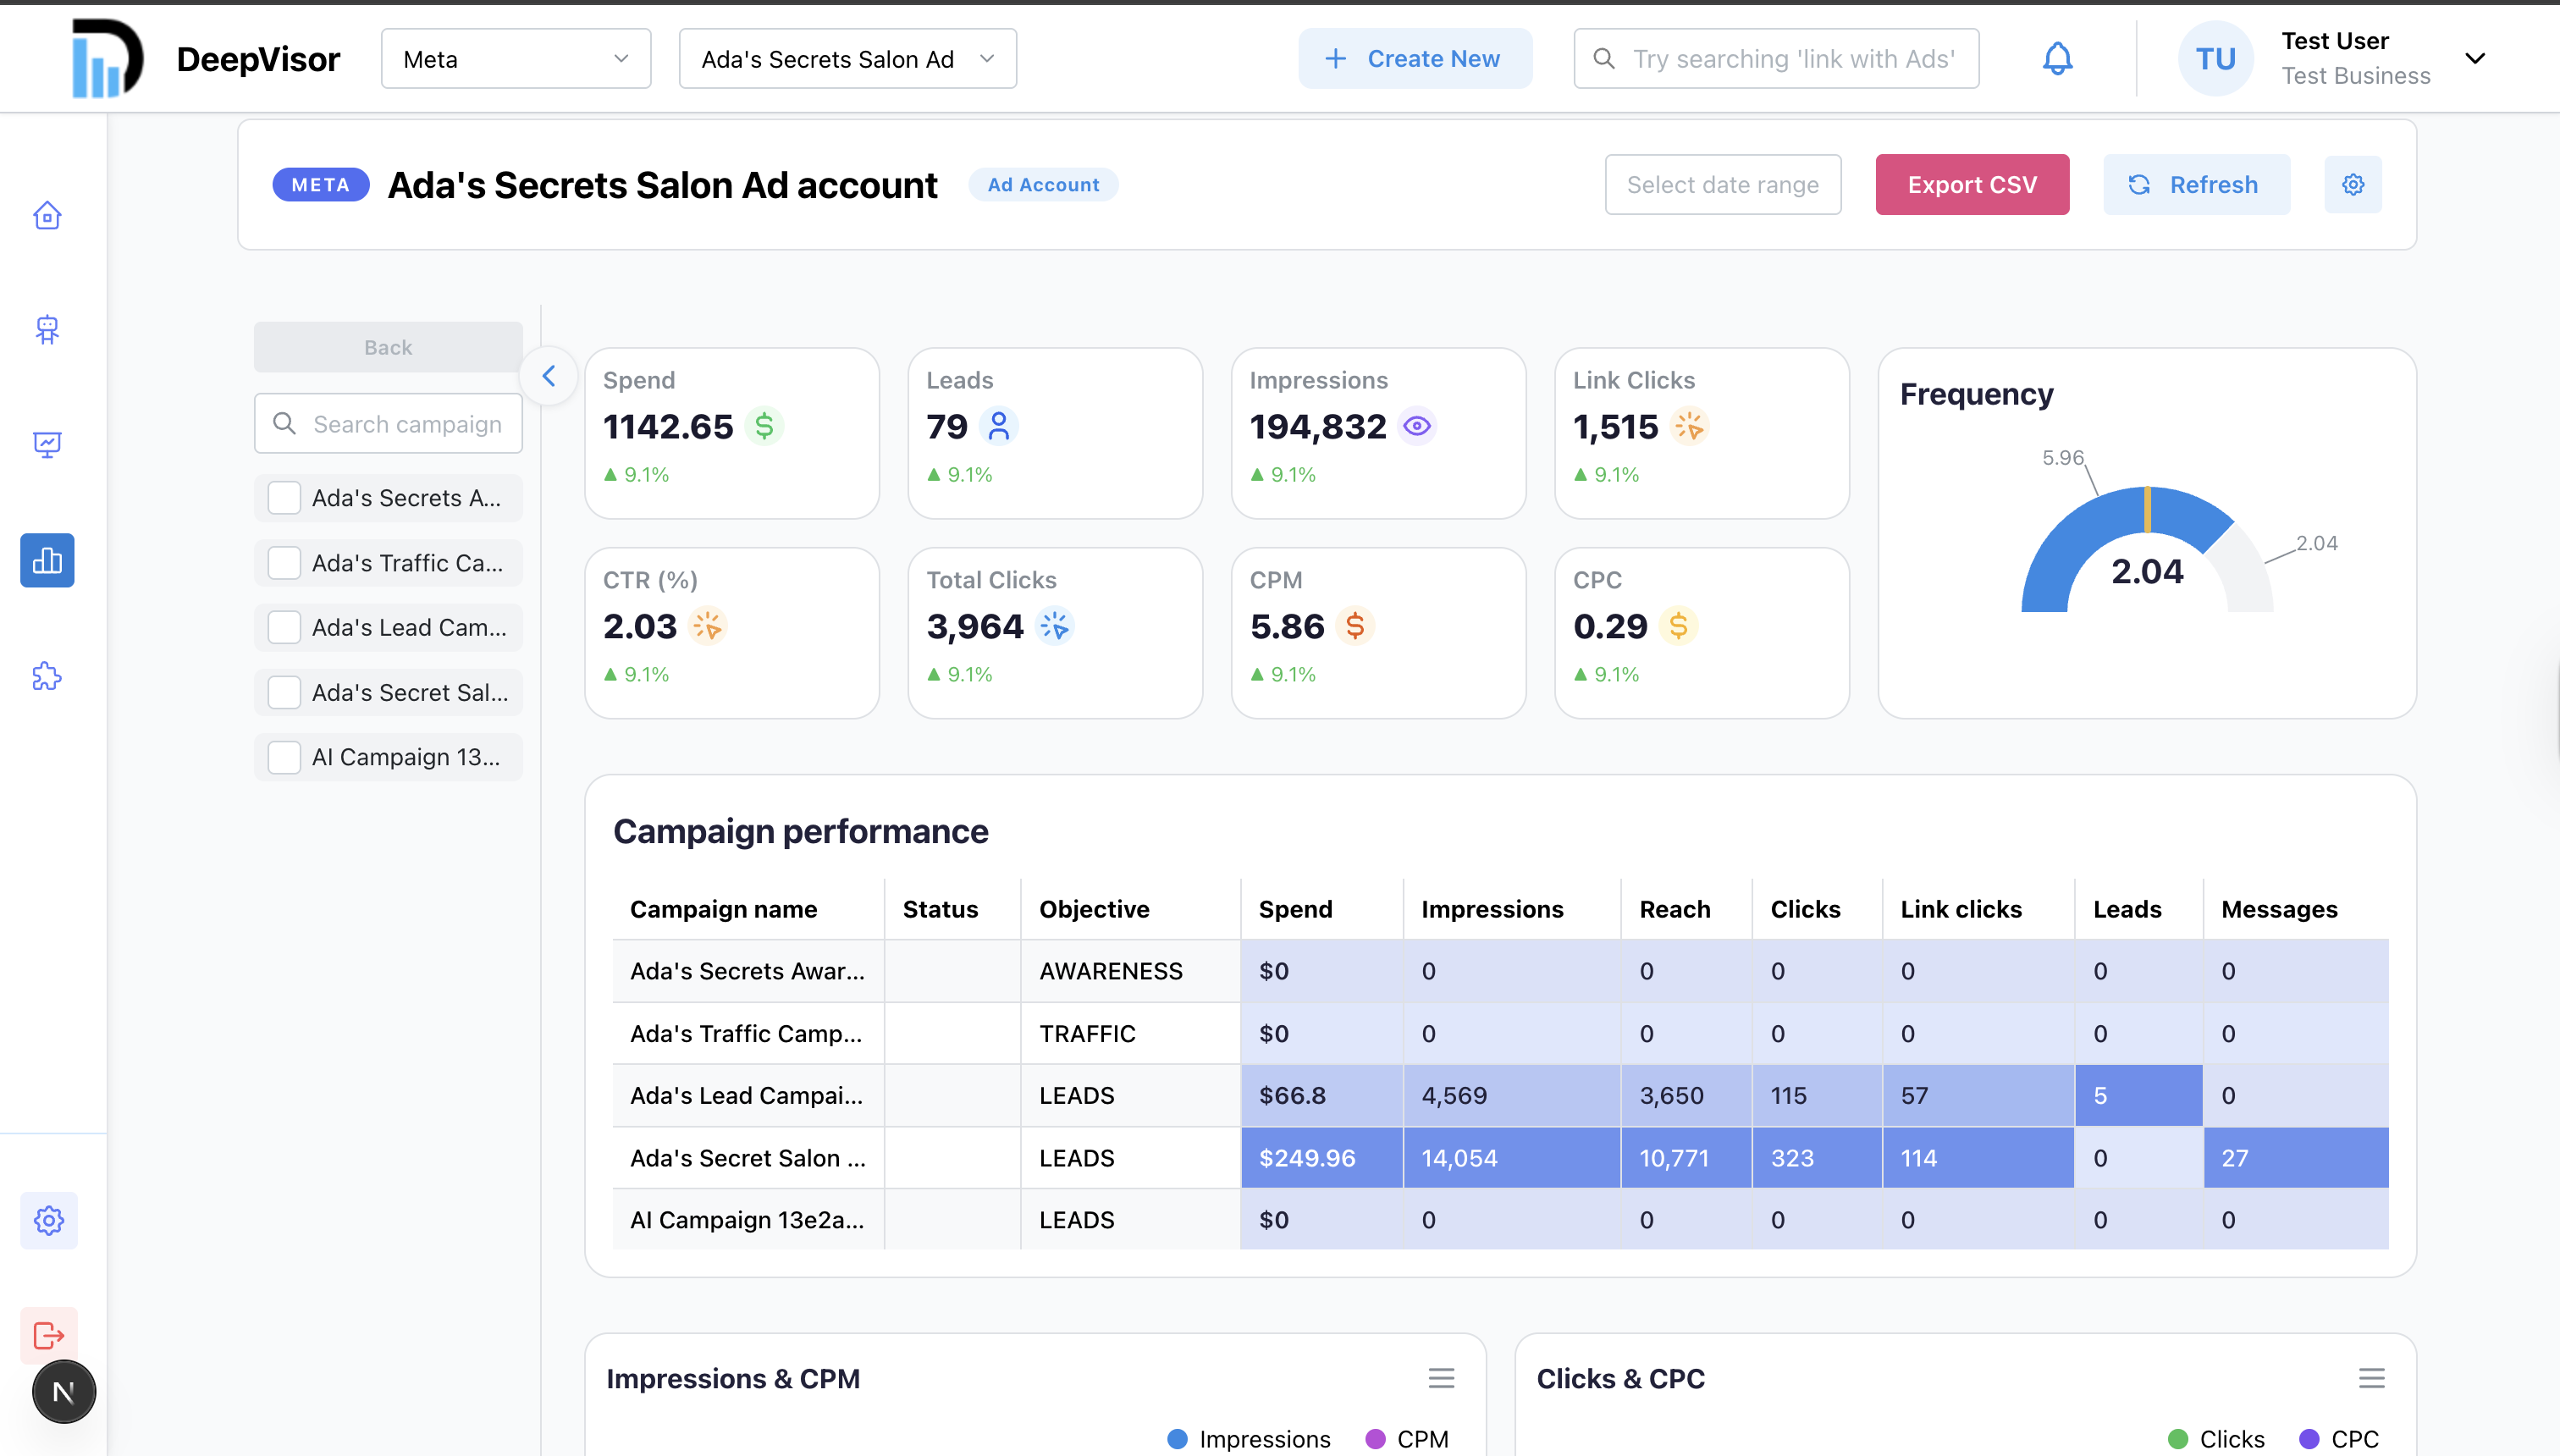 DeepVisor
Meta
Ada's Secrets Salon Ad
Create New
Try searching 'link with Ads'
TU
Test User
Test Business
META
Ada's Secrets Salon Ad account
Ad Account
Select date range
Export CSV
Refresh
Back
Search campaign
Ada's Secrets A...
Ada's Traffic Ca...
Ada's Lead Cam...
Ada's Secret Sal...
AI Campaign 13...
Spend
1142.65 $
9.1%
Leads
79
9.1%
Impressions
194,832
9.1%
Link Clicks
1,515
9.1%
CTR (%)
2.03
9.1%
Total Clicks
3,964
9.1%
CPM
5.86 $
9.1%
CPC
0.29 $
9.1%
Frequency
5.96
2.04
2.04
Campaign performance
Campaign name Status Objective Spend Impressions Reach Clicks Link clicks Leads Messages
Ada's Secrets Awar... AWARENESS $0 0 0 0 0 0 0
Ada's Traffic Camp... TRAFFIC $0 0 0 0 0 0 0
Ada's Lead Campai... LEADS $66.8 4,569 3,650 115 57 5 0
Ada's Secret Salon ... LEADS $249.96 14,054 10,771 323 114 0 27
AI Campaign 13e2a... LEADS $0 0 0 0 0 0 0
Impressions & CPM
Impressions CPM
Clicks & CPC
Clicks CPC
N